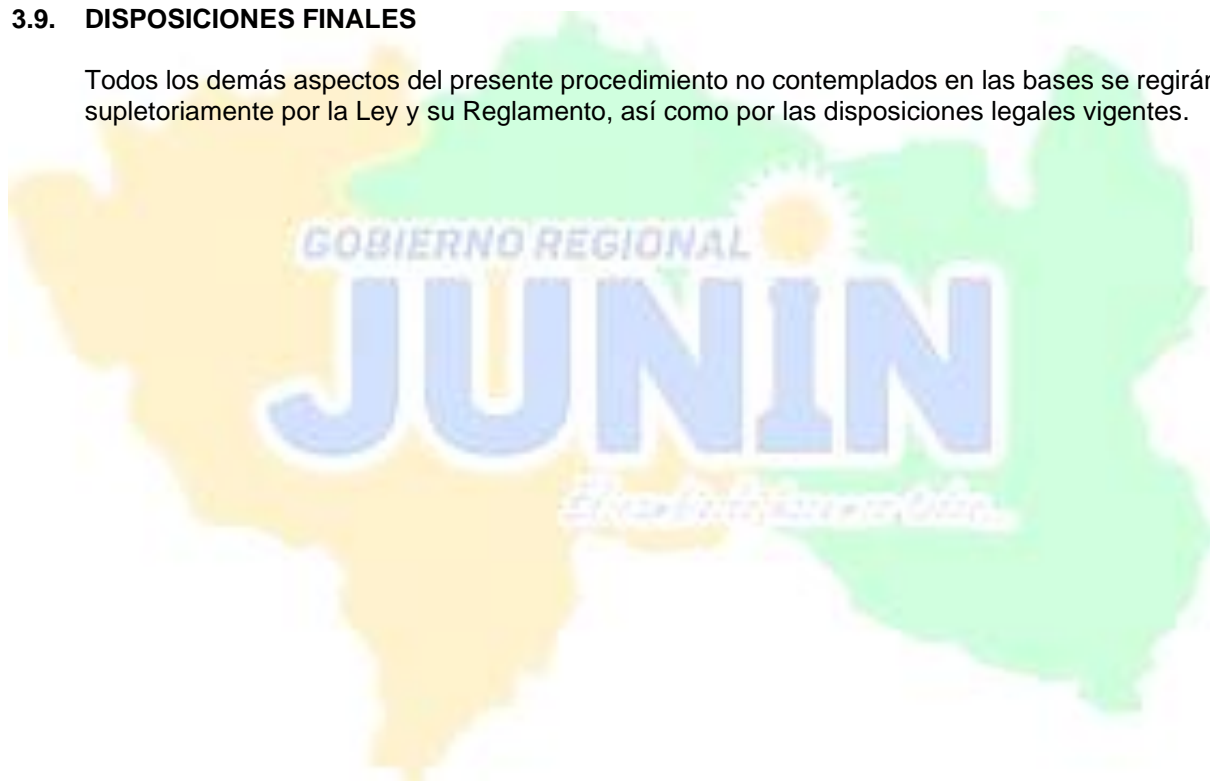 3.9. DISPOSICIONES FINALES
Todos los demás aspectos del presente procedimiento no contemplados en las bases se regirán
supletoriamente por la Ley y su Reglamento, así como por las disposiciones legales vigentes.
GOBIERNO REGIONAL
JUNIN